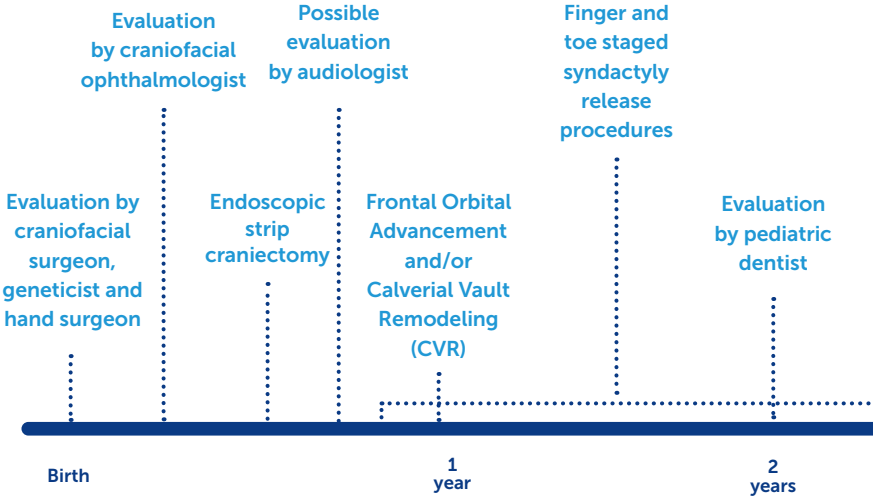 Evaluation
by craniofacial
ophthalmologist
Possible
evaluation
by audiologist
Finger and
toe staged
syndactyly
release
procedures
Evaluation by
craniofacial
surgeon,
geneticist and
hand surgeon
Endoscopic
strip
craniectomy
Frontal Orbital
Advancement
and/or
Calverial Vault
Remodeling
(CVR)
Evaluation
by pediatric
dentist
Birth
1
year
2
years